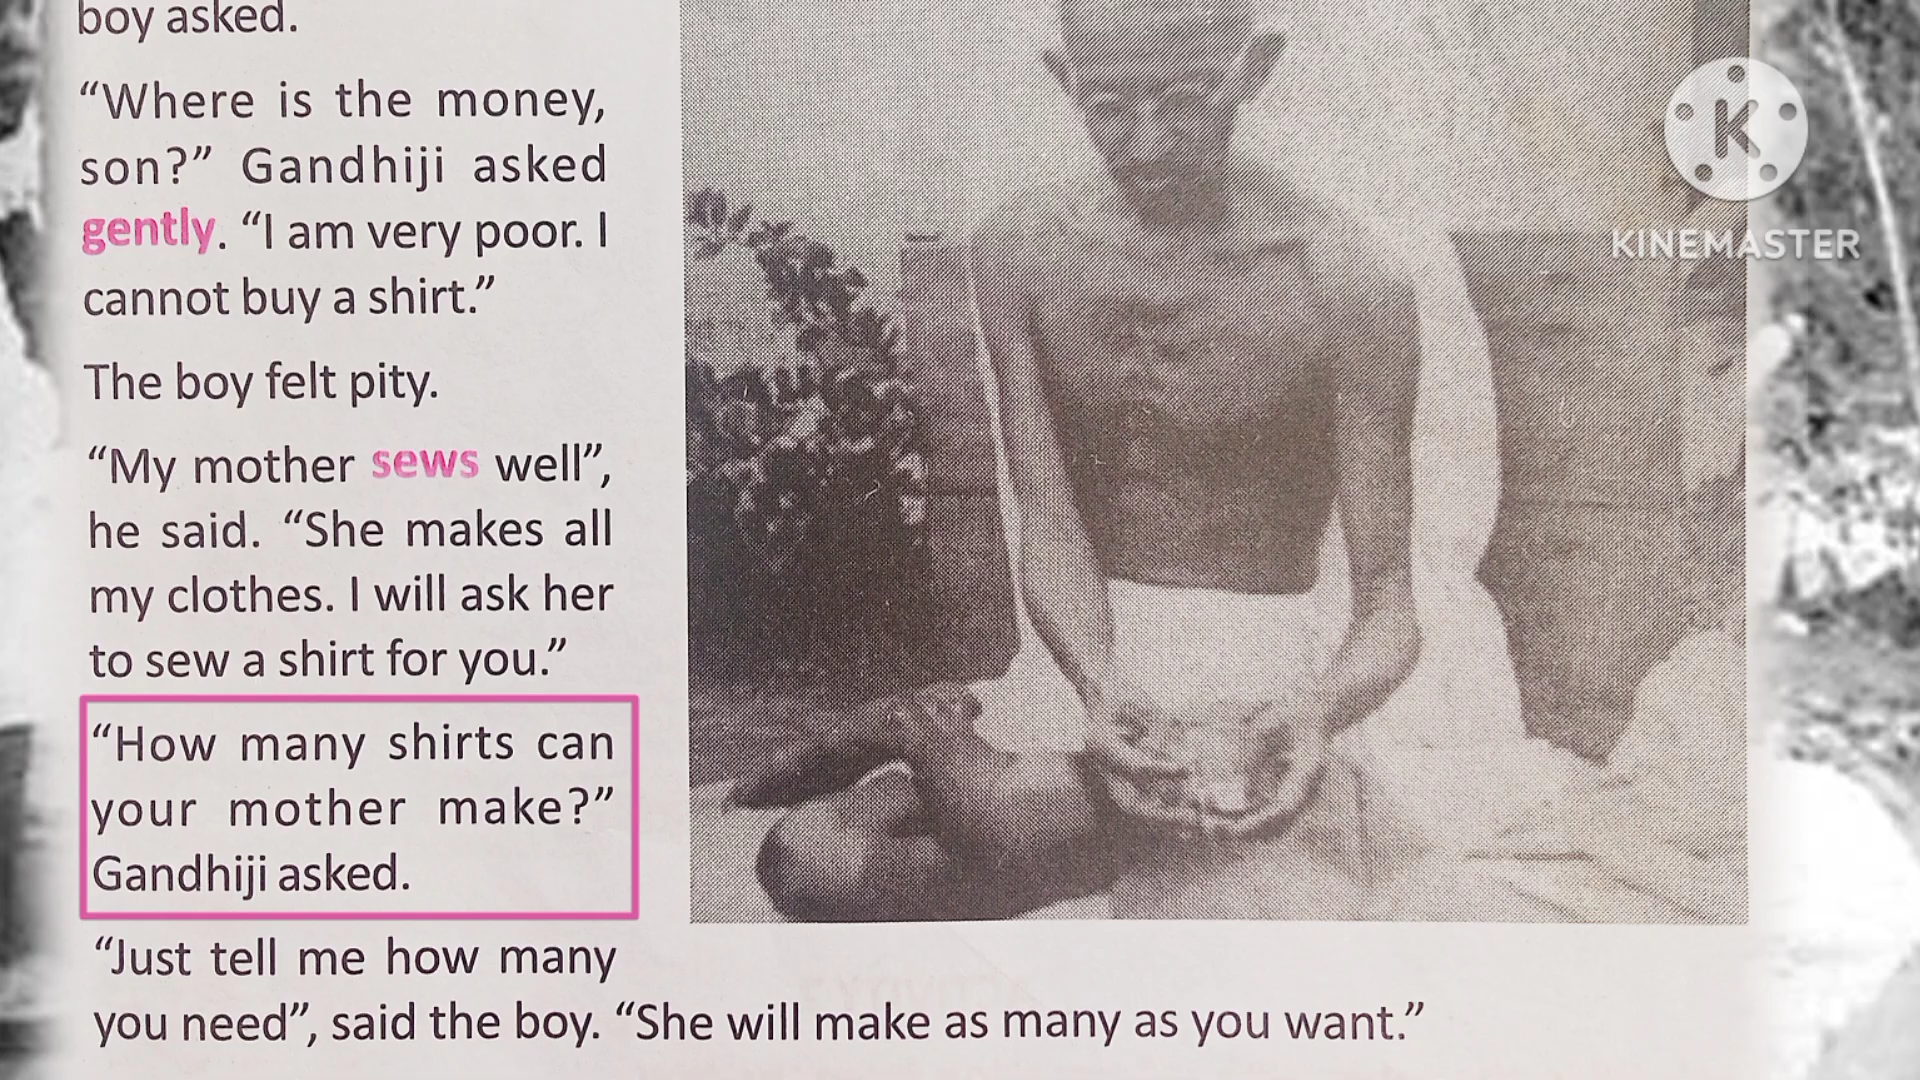 boy asked.
“Where is the money,
son?” Gandhiji asked
gently. “I am very poor. I
cannot buy a shirt.”
The boy felt pity.
“My mother sews well”,
he said. “She makes all
my clothes. I will ask her
to sew a shirt for you.”
“How many shirts can
your mother make?”
Gandhiji asked.
“Just tell me how many
you need”, said the boy. “She will make as many as you want.”
K
KINEMASTER